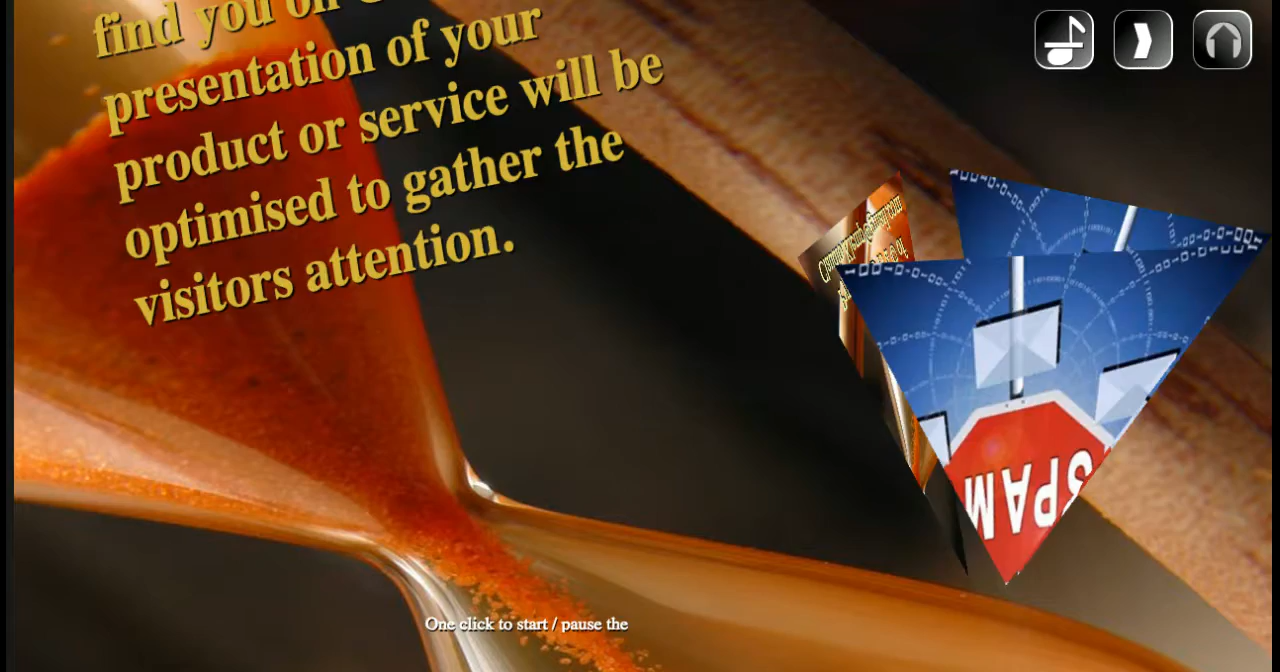 find you on
presentation of your
product or service will be
optimised to gather the
visitors attention.
SPAM
One click to start / pause the